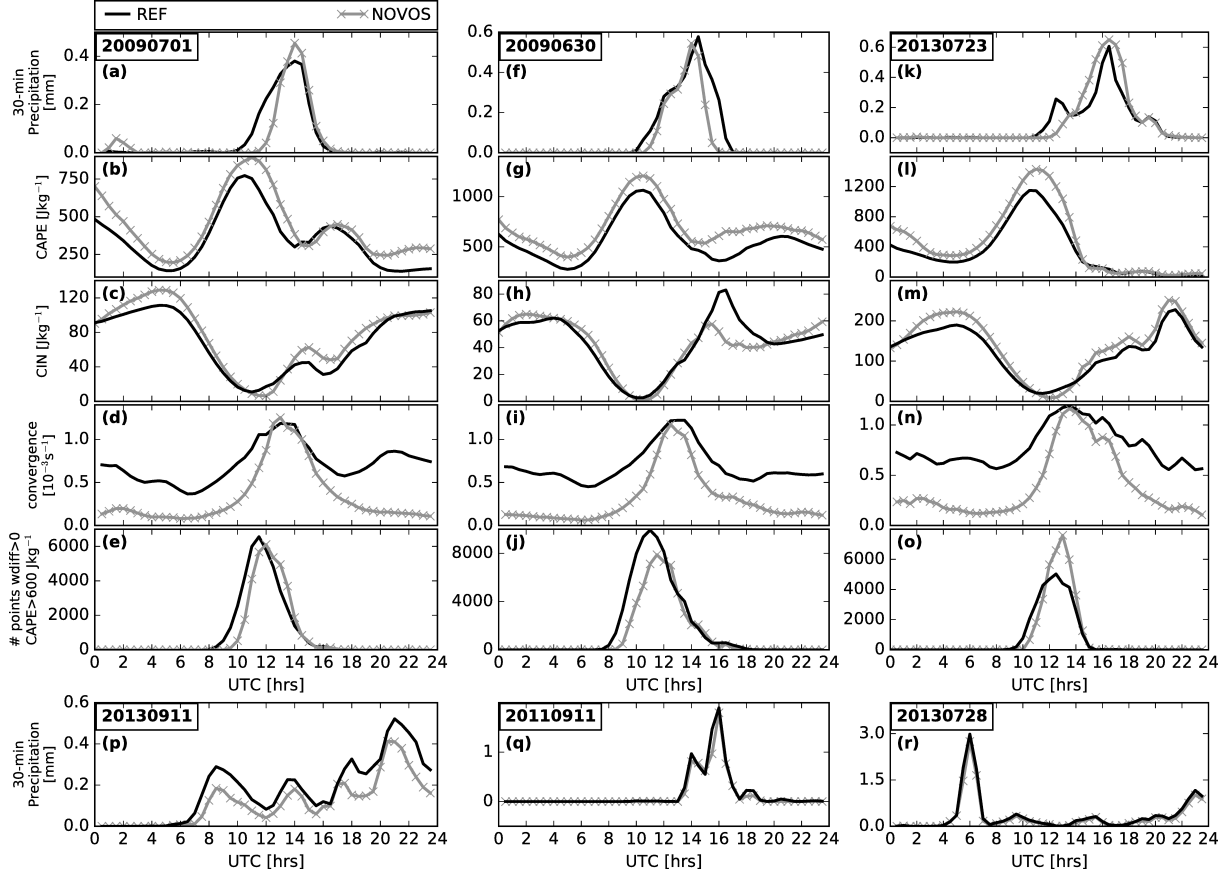 REF NOVOS
20090701 20090630 20130723
(a) (f) (k)
30-min
Precipitation
[mm]
0.4
0.2
0.0
0.6
0.4
0.2
0.0
0.6
0.4
0.2
0.0
(b) (g) (l)
CAPE [Jkg⁻¹]
750
500
250
1000
500
1200
800
400
0
(c) (h) (m)
CIN [Jkg⁻¹]
120
80
40
0
80
60
40
20
0
200
100
0
(d) (i) (n)
convergence
[10⁻³s⁻¹]
1.0
0.5
0.0
1.0
0.5
0.0
1.0
0.5
0.0
(e) (j) (o)
# points wdiff>0
CAPE>600 Jkg⁻¹
6000
4000
2000
0
8000
4000
0
6000
4000
2000
0
0 2 4 6 8 10 12 14 16 18 20 22 24
0 2 4 6 8 10 12 14 16 18 20 22 24
0 2 4 6 8 10 12 14 16 18 20 22 24
UTC [hrs] UTC [hrs] UTC [hrs]
20130911 20110911 20130728
(p) (q) (r)
30-min
Precipitation
[mm]
0.6
0.4
0.2
0.0
1
0
3.0
1.5
0.0
0 2 4 6 8 10 12 14 16 18 20 22 24
0 2 4 6 8 10 12 14 16 18 20 22 24
0 2 4 6 8 10 12 14 16 18 20 22 24
UTC [hrs] UTC [hrs] UTC [hrs]